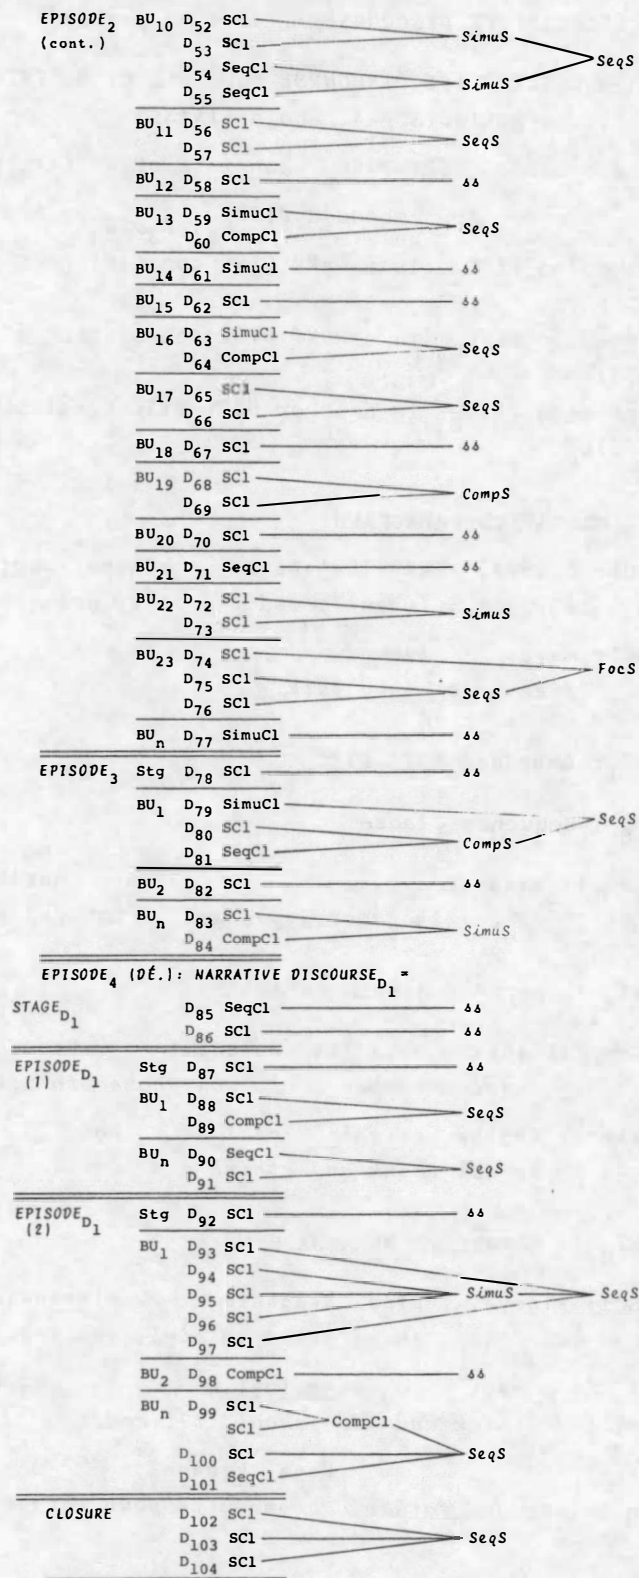 EPISODE2 BU10 D52 SCl
(cont.) D53 SCl SimuS
SeqS
D54 SeqCl
D55 SeqCl SimuS
BU11 D56 SCl
D57 SCl SeqS
BU12 D58 SCl ss
BU13 D59 SimuCl
D60 CompCl SeqS
BU14 D61 SimuCl ss
BU15 D62 SCl ss
BU16 D63 SimuCl
D64 CompCl SeqS
BU17 D65 SCl
D66 SCl SeqS
BU18 D67 SCl ss
BU19 D68 SCl
D69 SCl CompS
BU20 D70 SCl ss
BU21 D71 SeqCl ss
BU22 D72 SCl
D73 SCl SimuS
BU23 D74 SCl FocS
D75 SCl
D76 SCl SeqS
BUn D77 SimuCl ss
EPISODE3 Stg D78 SCl ss
BU1 D79 SimuCl SeqS
D80 SCl
D81 SeqCl CompS
BU2 D82 SCl ss
BUn D83 SCl
D84 CompCl SimuS
EPISODE4 (DÉ.): NARRATIVE DISCOURSED1 =
STAGED1 D85 SeqCl ss
D86 SCl ss
EPISODED1 Stg D87 SCl ss
(1) BU1 D88 SCl
D89 CompCl SeqS
BUn D90 SeqCl
D91 SCl SeqS
EPISODED1 Stg D92 SCl ss
(2) BU1 D93 SCl
D94 SCl
D95 SCl SimuS SeqS
D96 SCl
D97 SCl
BU2 D98 CompCl ss
BUn D99 SCl
SCl CompCl
D100 SCl SeqS
D101 SeqCl
CLOSURE D102 SCl
D103 SCl SeqS
D104 SCl